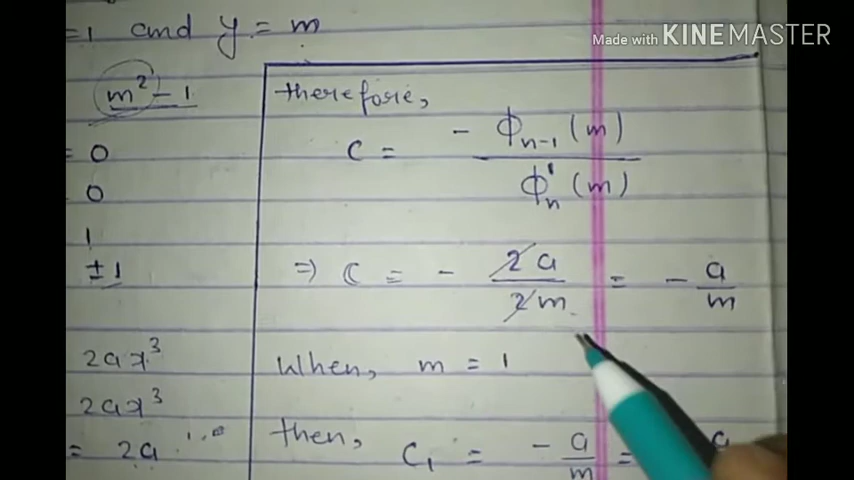 =1 and y = m
Made with KINEMASTER
m² - 1
= 0
= 0
1
±1
2ax³
2ax³
= 2a
therefore,
c = - ϕₙ₋₁(m) / ϕ'ₙ(m)
⇒ c = - 2a / 2m = - a/m
When, m = 1
then, c₁ = - a/m = a